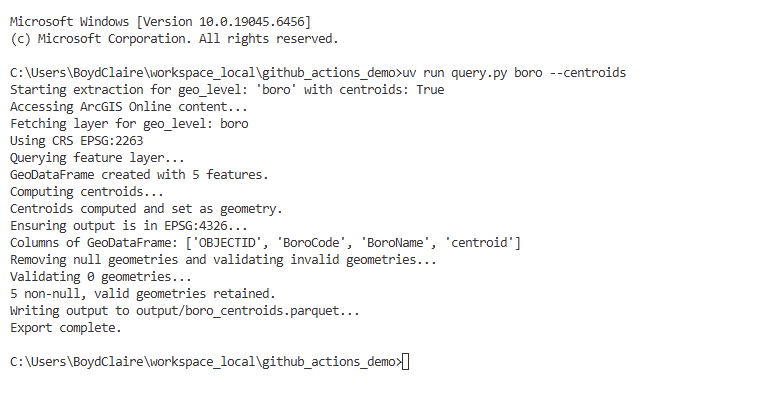 Microsoft Windows [Version 10.0.19045.6456]
(c) Microsoft Corporation. All rights reserved.
C:\Users\BoydClaire\workspace_local\github_actions_demo>uv run query.py boro --centroids
Starting extraction for geo_level: 'boro' with centroids: True
Accessing ArcGIS Online content...
Fetching layer for geo_level: boro
Using CRS EPSG:2263
Querying feature layer...
GeoDataFrame created with 5 features.
Computing centroids...
Centroids computed and set as geometry.
Ensuring output is in EPSG:4326...
Columns of GeoDataFrame: ['OBJECTID', 'BoroCode', 'BoroName', 'centroid']
Removing null geometries and validating invalid geometries...
Validating 0 geometries...
5 non-null, valid geometries retained.
Writing output to output/boro_centroids.parquet...
Export complete.
C:\Users\BoydClaire\workspace_local\github_actions_demo>